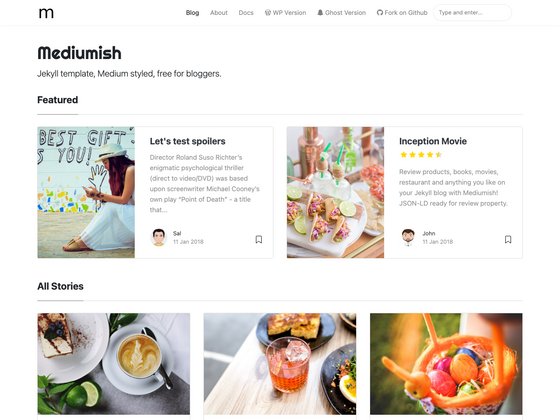 m
Blog About Docs WP Version Ghost Version Fork on Github Type and enter...
Mediumish
Jekyll template, Medium styled, free for bloggers.
Featured
BEST GIFT
S YOU!
Let's test spoilers
Director Roland Suso Richter's
enigmatic psychological thriller
(direct to video/DVD) was based
upon screenwriter Michael Cooney's
own play "Point of Death" - a title
that...
Sal
11 Jan 2018
Inception Movie
Review products, books, movies,
restaurant and anything you like on
your Jekyll blog with Mediumish!
JSON-LD ready for review property.
John
11 Jan 2018
All Stories